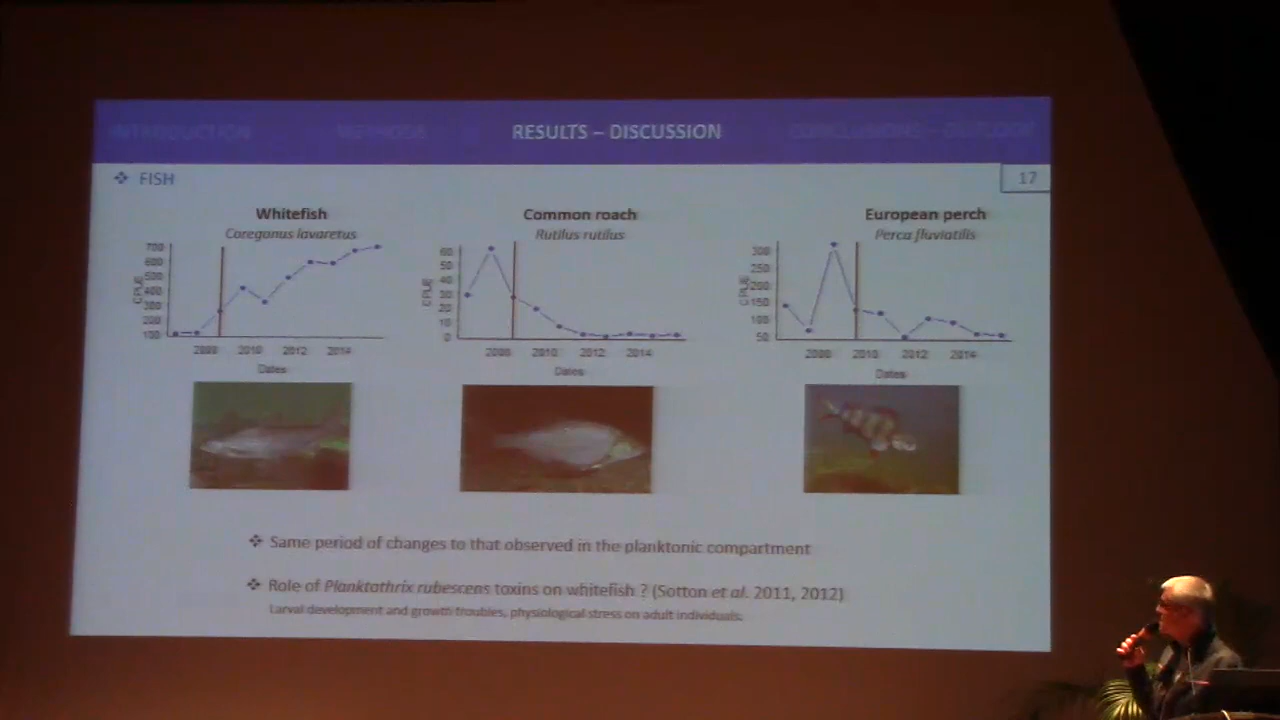 INTRODUCTION METHODS RESULTS – DISCUSSION CONCLUSIONS – OUTLOOK
❖ FISH
17
Whitefish
Coregonus lavaretus
700
600
500
400
300
200
100
CPUE
2008 2010 2012 2014
Dates
Common roach
Rutilus rutilus
60
50
40
30
20
10
0
CPUE
2008 2010 2012 2014
Dates
European perch
Perca fluviatilis
300
250
200
150
100
50
CPUE
2008 2010 2012 2014
Dates
❖ Same period of changes to that observed in the planktonic compartment
❖ Role of Planktothrix rubescens toxins on whitefish ? (Sotton et al. 2011, 2012)
Larval development and growth troubles, physiological stress on adult individuals.